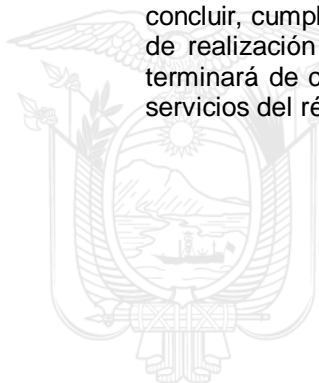 concluir, cumpl
de realización
terminará de c
servicios del ré